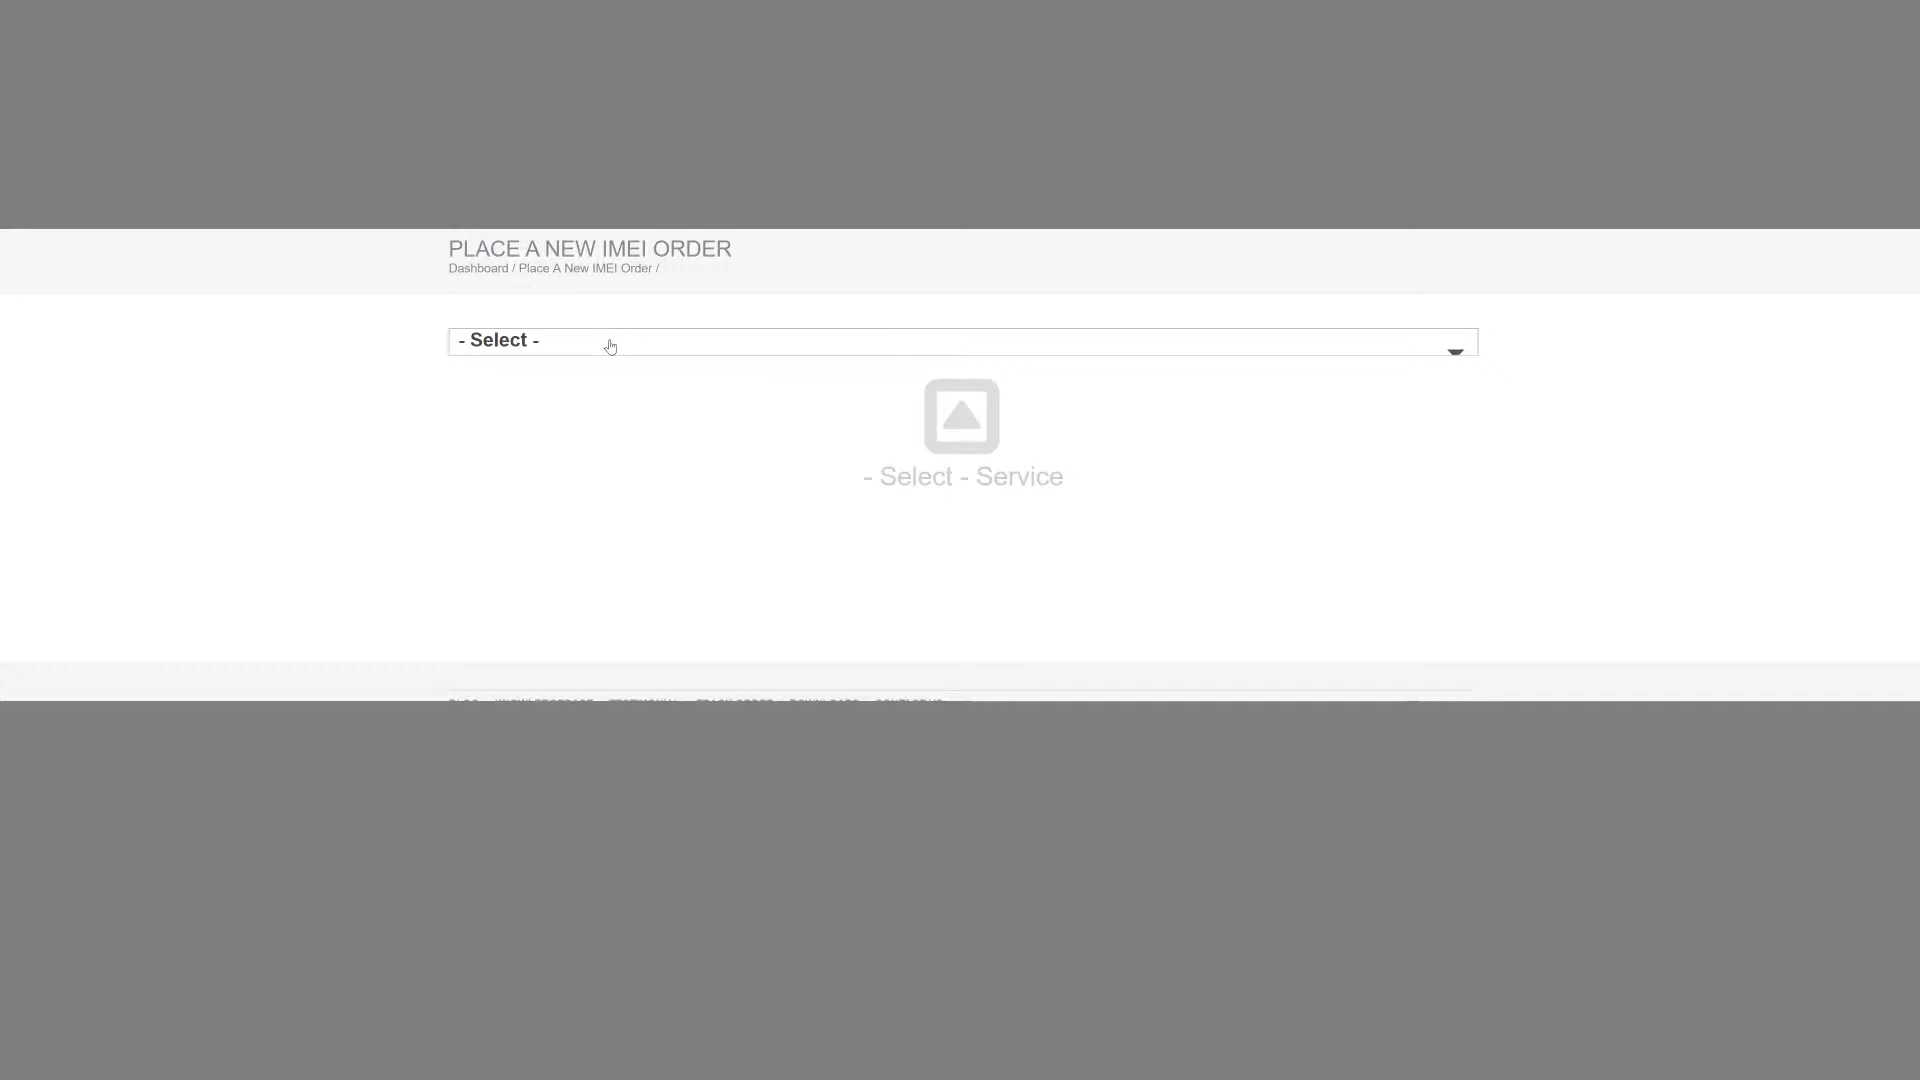 PLACE A NEW IMEI ORDER
Dashboard / Place A New IMEI Order /
- Select -
- Select - Service